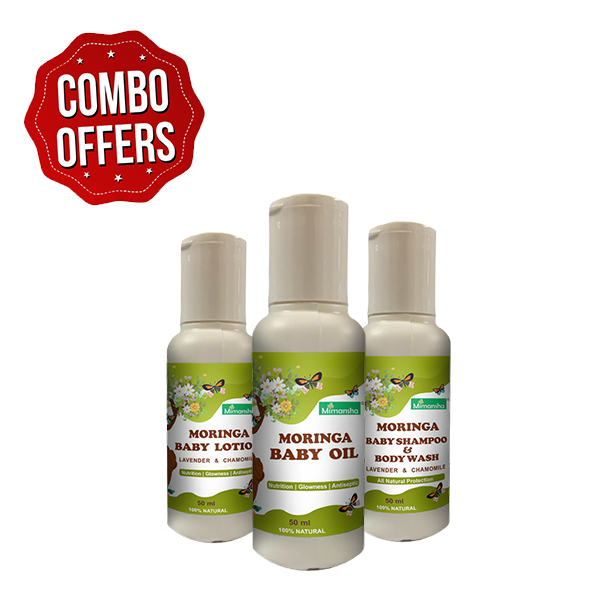 COMBO
OFFERS
Mimansha
MORINGA
BABY LOTIO
LAVENDER & CHAMOMILE
Nutrition | Glowness | Antiseptic
50 ml
100% NATURAL
Mimansha
MORINGA
BABY OIL
Nutrition | Glowness | Antiseptic
50 ml
100% NATURAL
Mimansha
MORINGA
BABY SHAMPOO
&
BODY WASH
LAVENDER & CHAMOMILE
All Natural Protection
50 ml
100% NATURAL